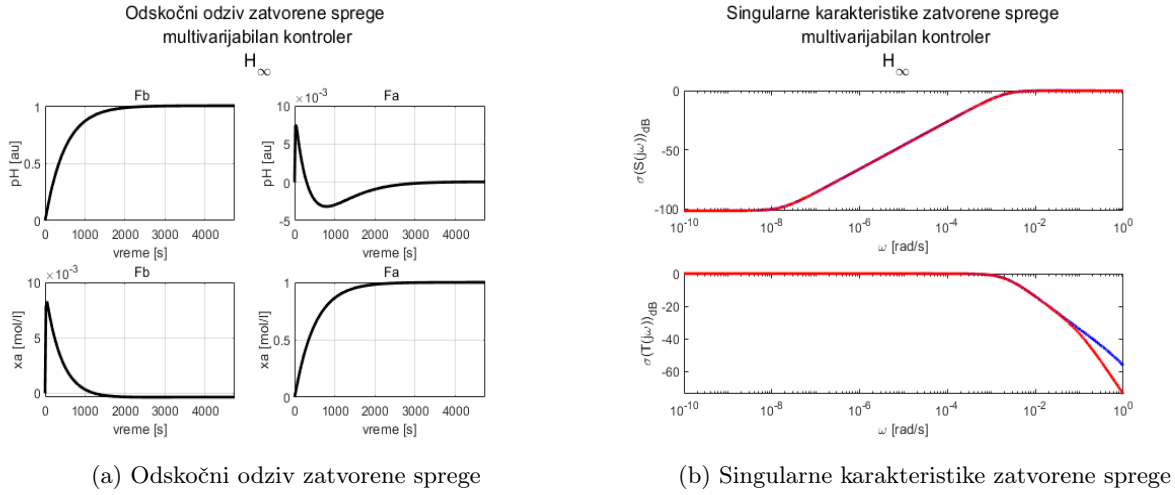 Odskočni odziv zatvorene sprege
multivarijabilan kontroler
H∞
Fb
1
0.5
0
pH [au]
0 1000 2000 3000 4000
vreme [s]
×10⁻³ Fa
10
5
0
-5
pH [au]
0 1000 2000 3000 4000
vreme [s]
×10⁻³ Fb
10
5
0
xa [mol/l]
0 1000 2000 3000 4000
vreme [s]
Fa
1
0.5
0
xa [mol/l]
0 1000 2000 3000 4000
vreme [s]
(a) Odskočni odziv zatvorene sprege
Singularne karakteristike zatvorene sprege
multivarijabilan kontroler
H∞
0
-50
-100
σ(S(jω))dB
10⁻¹⁰ 10⁻⁸ 10⁻⁶ 10⁻⁴ 10⁻² 10⁰
ω [rad/s]
0
-20
-40
-60
σ(T(jω))dB
10⁻¹⁰ 10⁻⁸ 10⁻⁶ 10⁻⁴ 10⁻² 10⁰
ω [rad/s]
(b) Singularne karakteristike zatvorene sprege